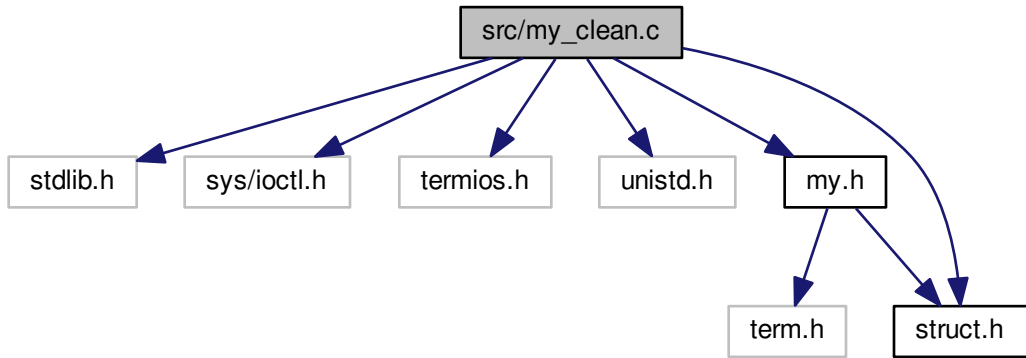 src/my_clean.c
stdlib.h
sys/ioctl.h
termios.h
unistd.h
my.h
term.h
struct.h